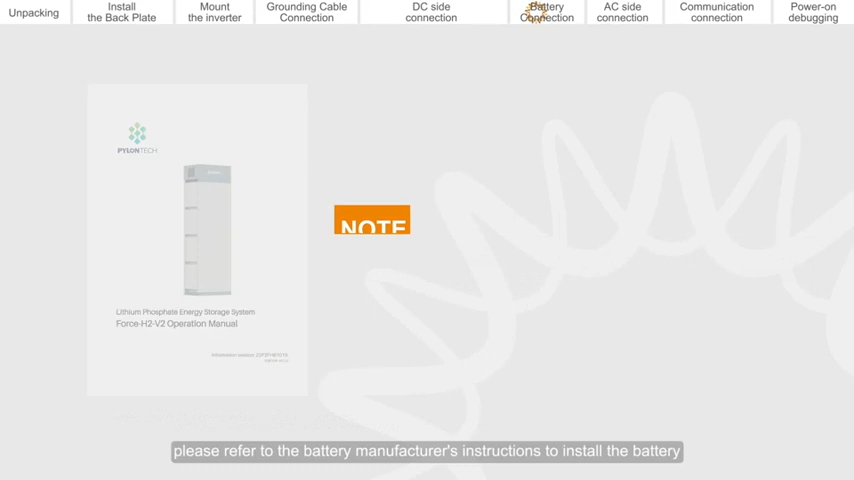 Unpacking
Install
the Back Plate
Mount
the inverter
Grounding Cable
Connection
DC side
connection
Battery
Connection
AC side
connection
Communication
connection
Power-on
debugging
PYLONTECH
NOTE
Lithium Phosphate Energy Storage System
Force-H2-V2 Operation Manual
please refer to the battery manufacturer's instructions to install the battery